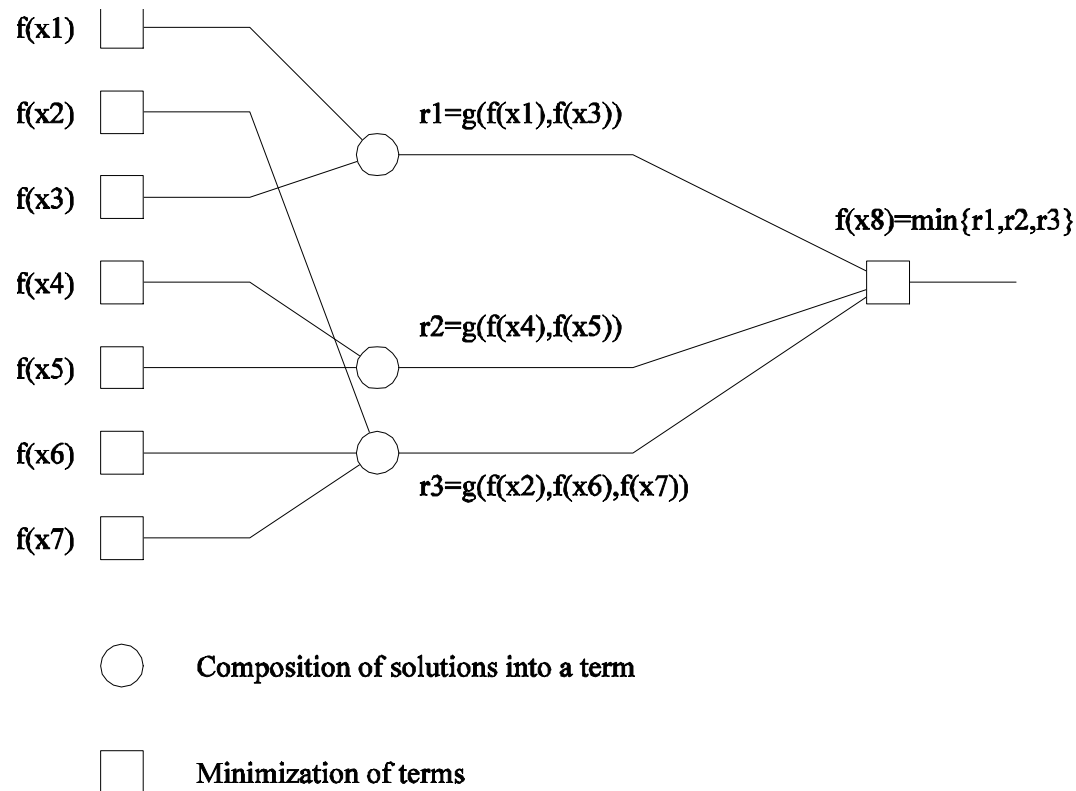 f(x1)
f(x2)
r1=g(f(x1),f(x3))
f(x3)
f(x8)=min{r1,r2,r3}
f(x4)
r2=g(f(x4),f(x5))
f(x5)
f(x6)
r3=g(f(x2),f(x6),f(x7))
f(x7)
Composition of solutions into a term
Minimization of terms